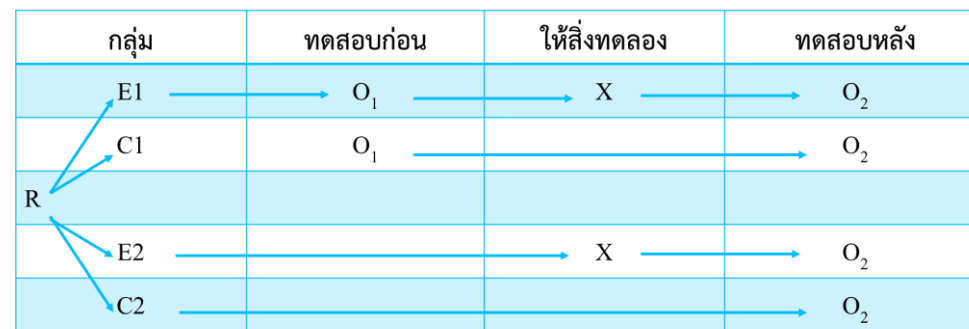 กลุ่ม ทดสอบก่อน ให้สิ่งทดลอง ทดสอบหลัง
E1 O₁ X O₂
C1 O₁ O₂
R
E2 X O₂
C2 O₂